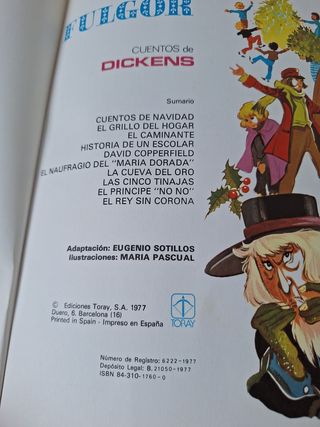 FULGOR
CUENTOS de
DICKENS
Sumario
CUENTOS DE NAVIDAD
EL GRILLO DEL HOGAR
EL CAMINANTE
HISTORIA DE UN ESCOLAR
DAVID COPPERFIELD
EL NAUFRAGIO DEL "MARIA DORADA"
LA CUEVA DEL ORO
LAS CINCO TINAJAS
EL PRINCIPE "NO NO"
EL REY SIN CORONA
Adaptación: EUGENIO SOTILLOS
Ilustraciones: MARIA PASCUAL
© Ediciones Toray, S.A. 1977
Duero, 6. Barcelona (16)
Printed in Spain - Impreso en España
TORAY
Número de Registro: 6222-1977
Depósito Legal: B. 21050-1977
ISBN 84-310-1760-0